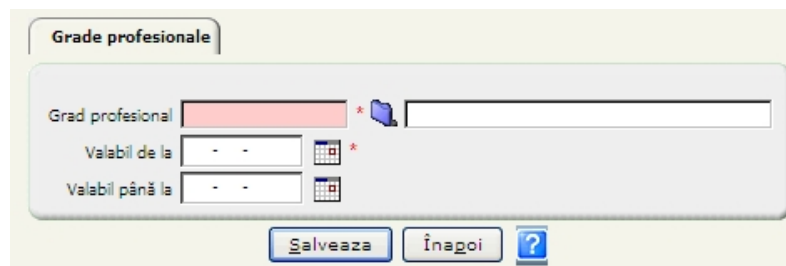 Grade profesionale
Grad profesional *
Valabil de la - - *
Valabil până la - -
Salveaza Înapoi ?